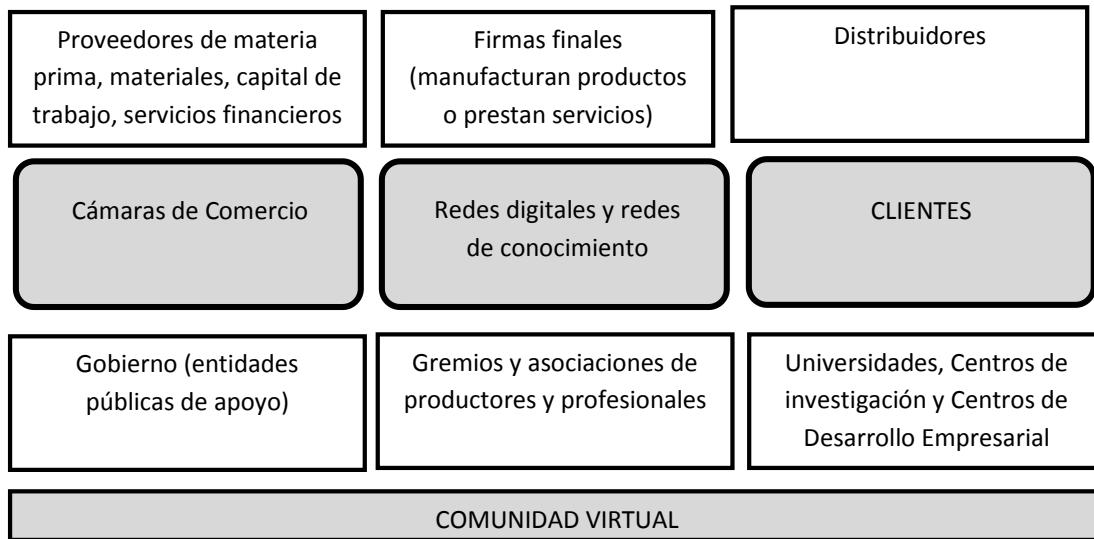 Proveedores de materia
prima, materiales, capital de
trabajo, servicios financieros
Firmas finales
(manufacturan productos
o prestan servicios)
Distribuidores
Cámaras de Comercio
Redes digitales y redes
de conocimiento
CLIENTES
Gobierno (entidades
públicas de apoyo)
Gremios y asociaciones de
productores y profesionales
Universidades, Centros de
investigación y Centros de
Desarrollo Empresarial
COMUNIDAD VIRTUAL